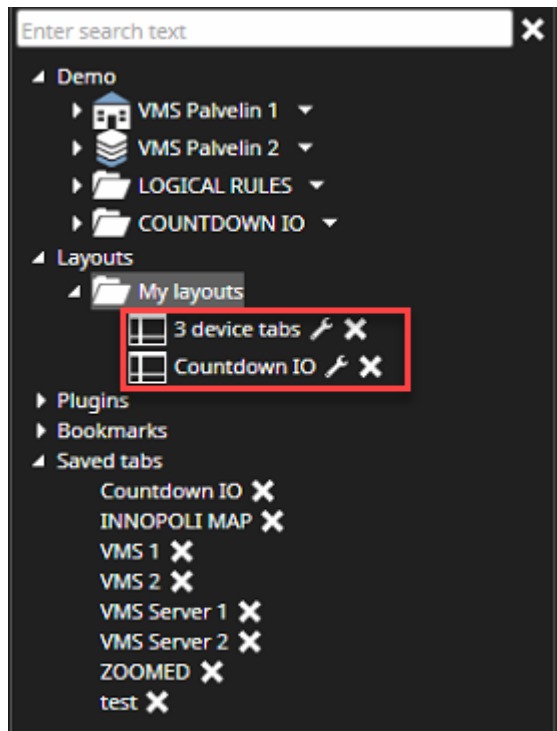 Enter search text
Demo
VMS Palvelin 1
VMS Palvelin 2
LOGICAL RULES
COUNTDOWN IO
Layouts
My layouts
3 device tabs
Countdown IO
Plugins
Bookmarks
Saved tabs
Countdown IO
INNOPOLI MAP
VMS 1
VMS 2
VMS Server 1
VMS Server 2
ZOOMED
test